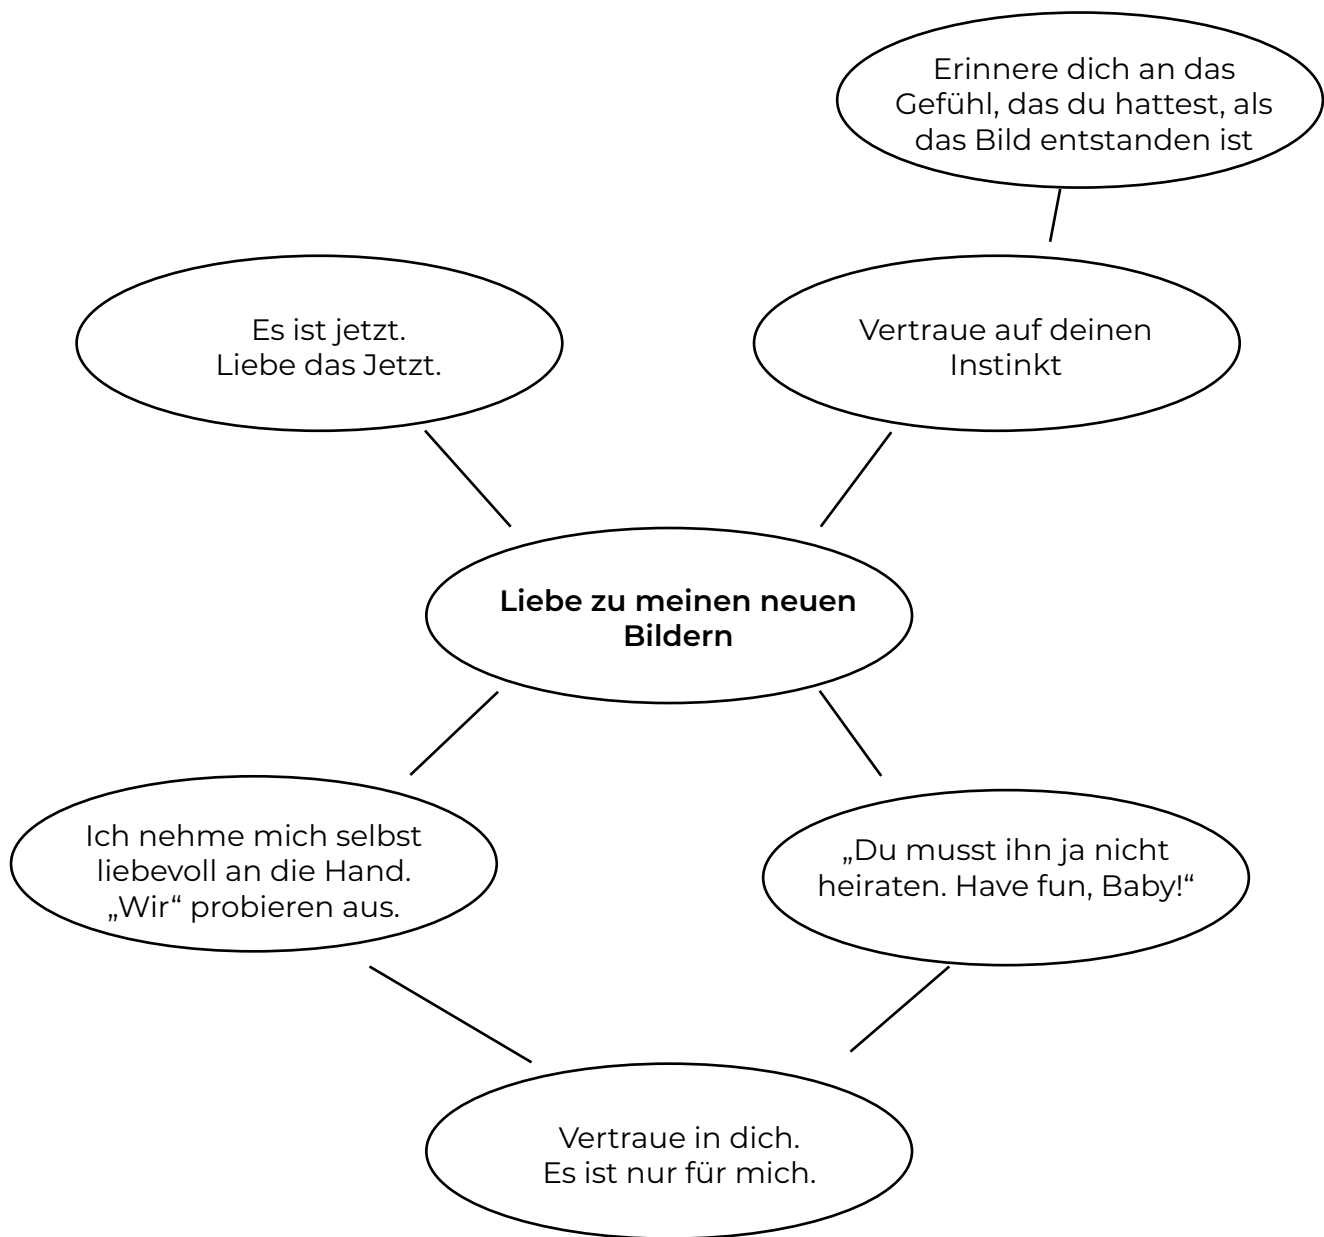 Erinnere dich an das
Gefühl, das du hattest, als
das Bild entstanden ist
Es ist jetzt.
Liebe das Jetzt.
Vertraue auf deinen
Instinkt
Liebe zu meinen neuen
Bildern
Ich nehme mich selbst
liebevoll an die Hand.
„Wir“ probieren aus.
„Du musst ihn ja nicht
heiraten. Have fun, Baby!“
Vertraue in dich.
Es ist nur für mich.